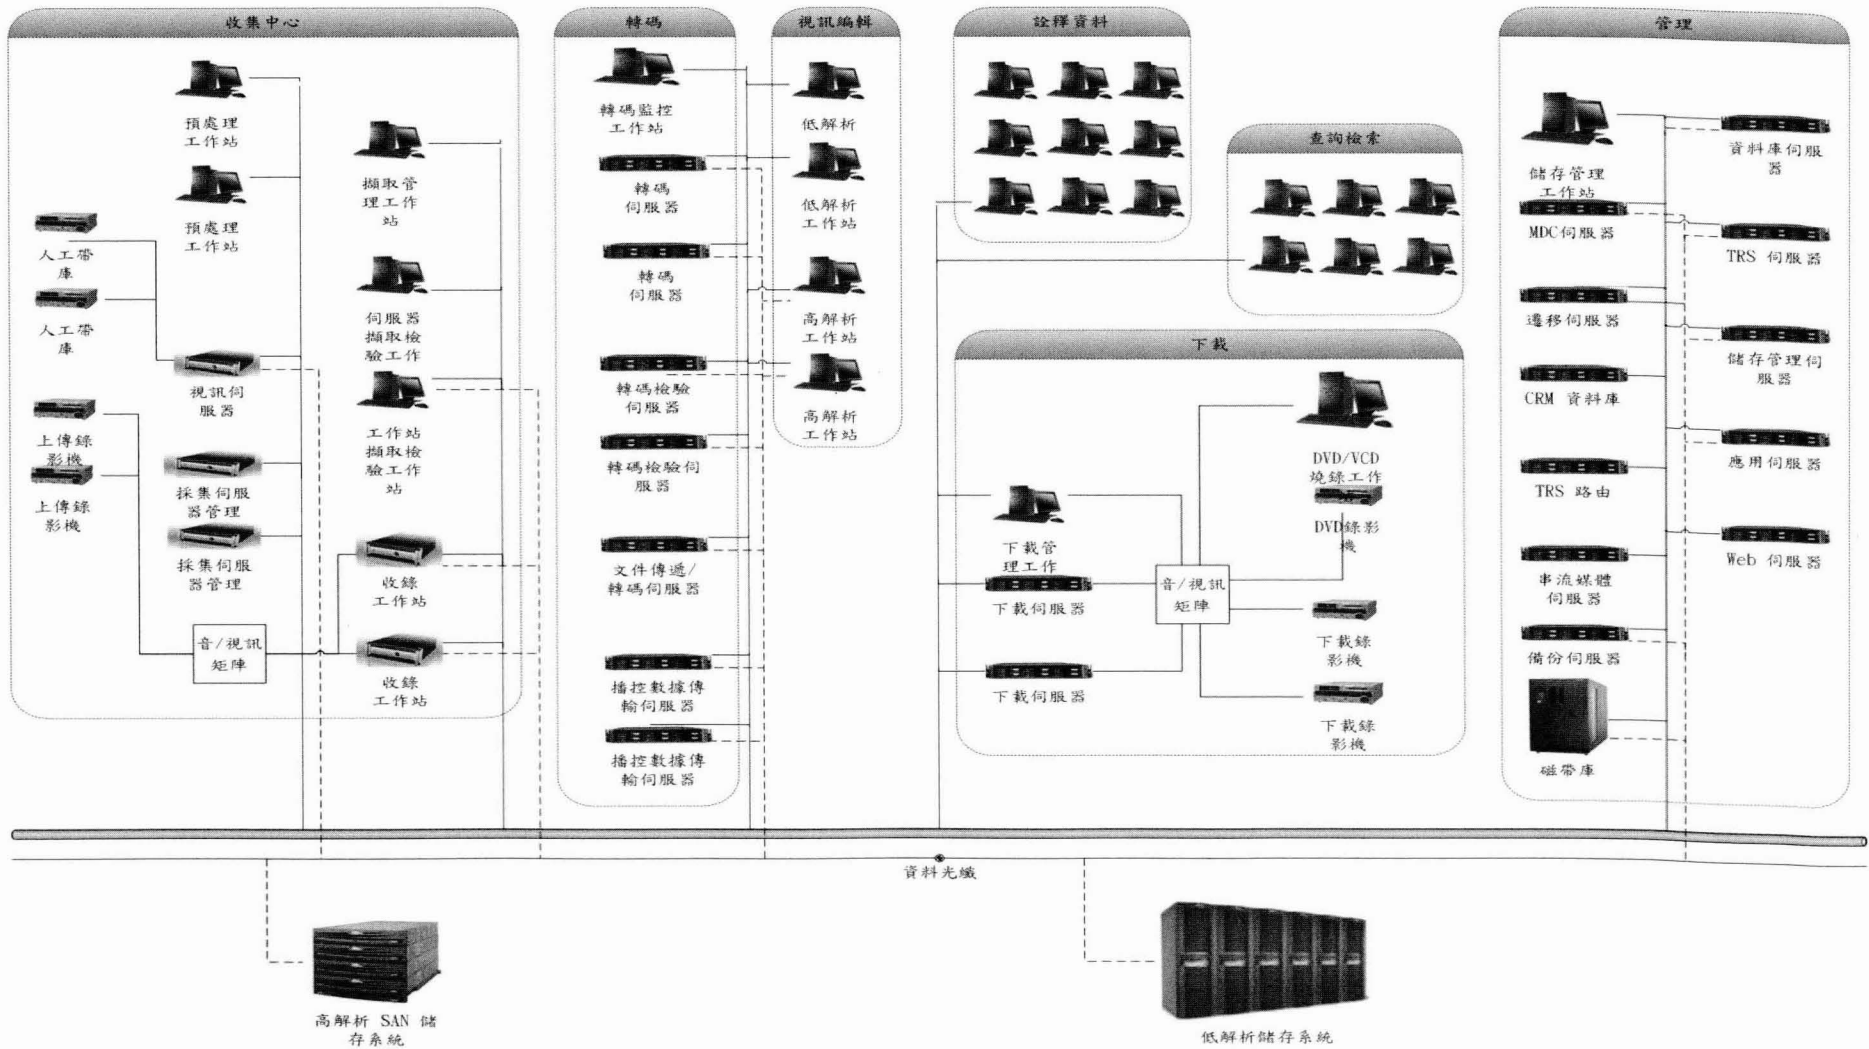 收集中心
預處理
工作站
預處理
工作站
人工帶
庫
人工帶
庫
視訊伺
服器
上傳錄
影機
上傳錄
影機
採集伺服
器管理
採集伺服
器管理
音/視訊
矩陣
擷取管
理工作
站
伺服器
擷取檢
驗工作
工作站
擷取檢
驗工作
站
收錄
工作站
收錄
工作站
轉碼
轉碼監控
工作站
轉碼
伺服器
轉碼
伺服器
轉碼檢驗
伺服器
轉碼檢驗伺
服器
文件傳遞/
轉碼伺服器
播控數據傳
輸伺服器
播控數據傳
輸伺服器
視訊編輯
低解析
低解析
工作站
高解析
工作站
高解析
工作站
詮釋資料
查詢檢索
下載
下載管
理工作
下載伺服器
下載伺服器
音/視訊
矩陣
DVD/VCD
燒錄工作
DVD錄影
機
下載錄
影機
下載錄
影機
管理
儲存管理
工作站
MDC伺服器
遷移伺服器
CRM 資料庫
TRS 路由
串流媒體
伺服器
備份伺服器
磁帶庫
資料庫伺服
器
TRS 伺服器
儲存管理伺
服器
應用伺服器
Web 伺服器
資料光纖
高解析 SAN 儲
存系統
低解析儲存系統